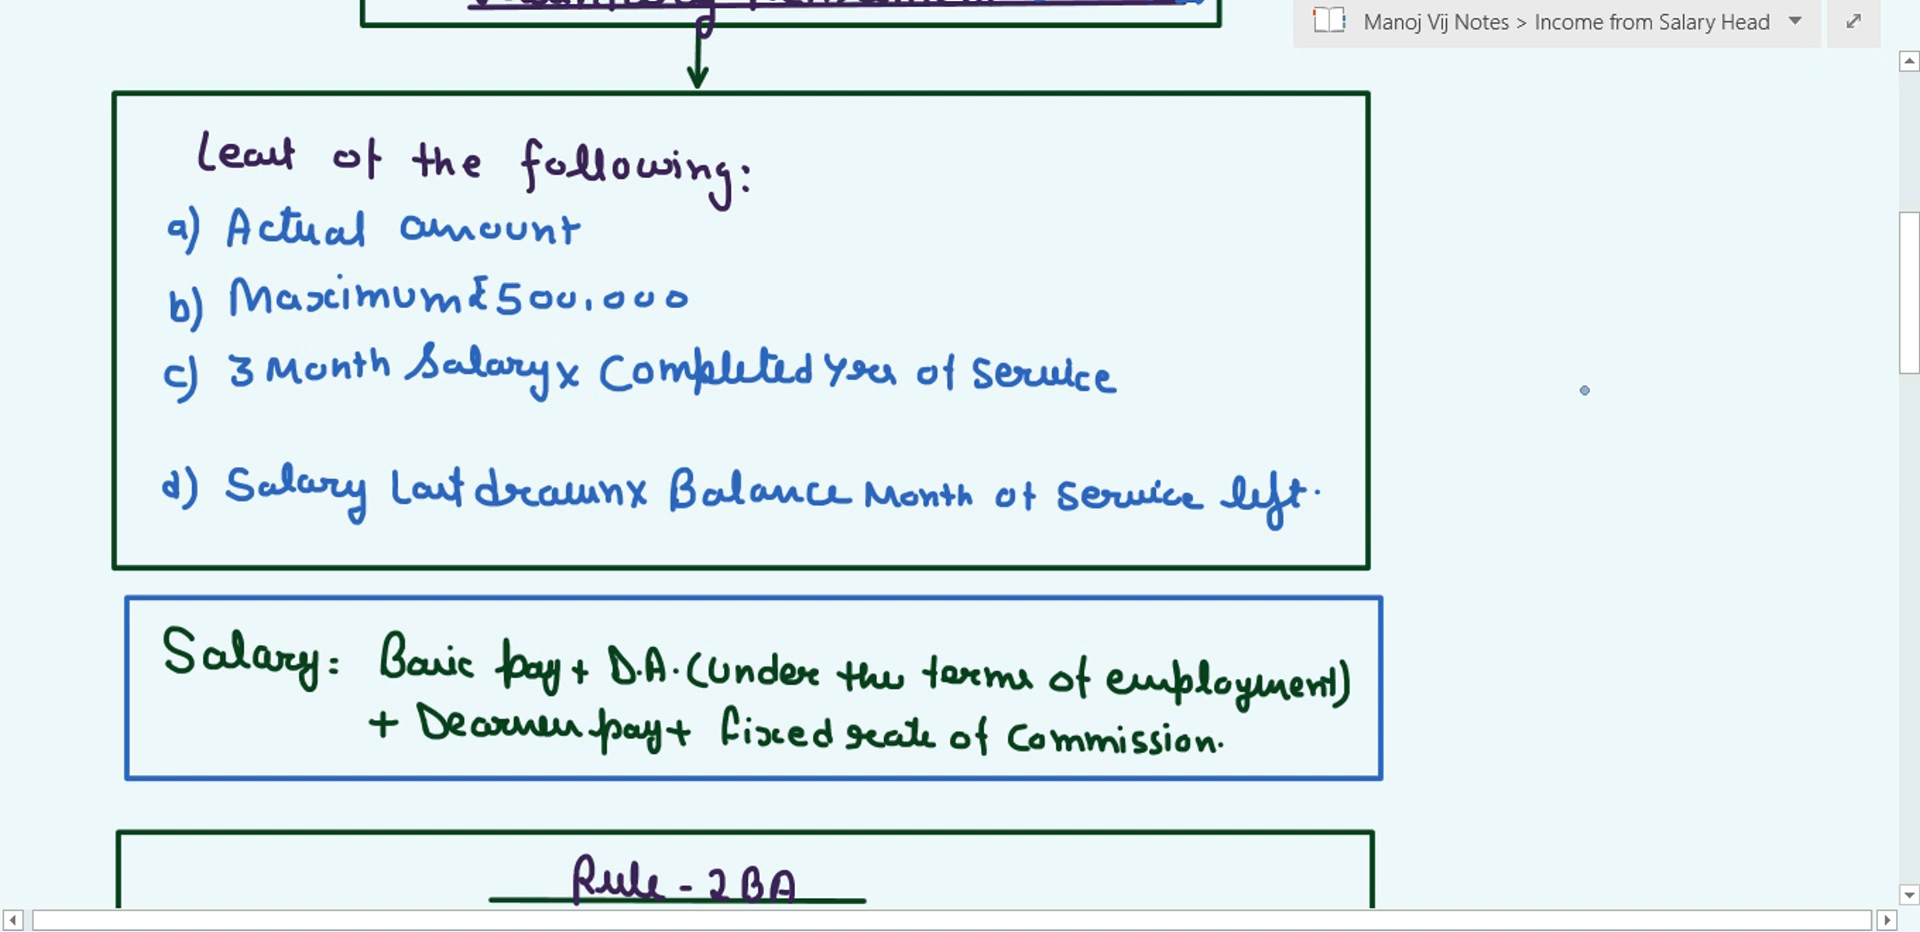 Manoj Vij Notes > Income from Salary Head
Least of the following:
a) Actual amount
b) Maximum ₹500,000
c) 3 Month Salary x Completed Year of Service
d) Salary Last drawn x Balance Month of Service left.
Salary: Basic pay + D.A. (Under the terms of employment)
+ Dearness pay + fixed rate of Commission.
Rule - 2BA